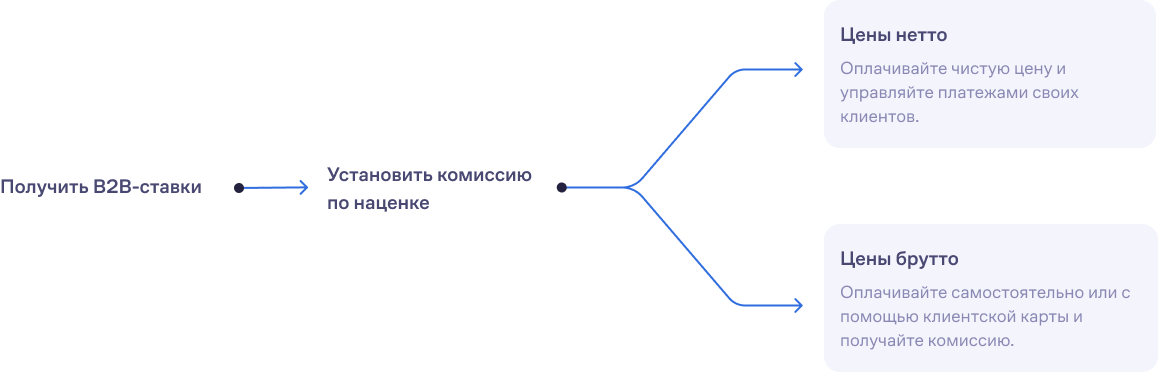 Получить B2B-ставки
Установить комиссию
по наценке
Цены нетто
Оплачивайте чистую цену и
управляйте платежами своих
клиентов.
Цены брутто
Оплачивайте самостоятельно или с
помощью клиентской карты и
получайте комиссию.